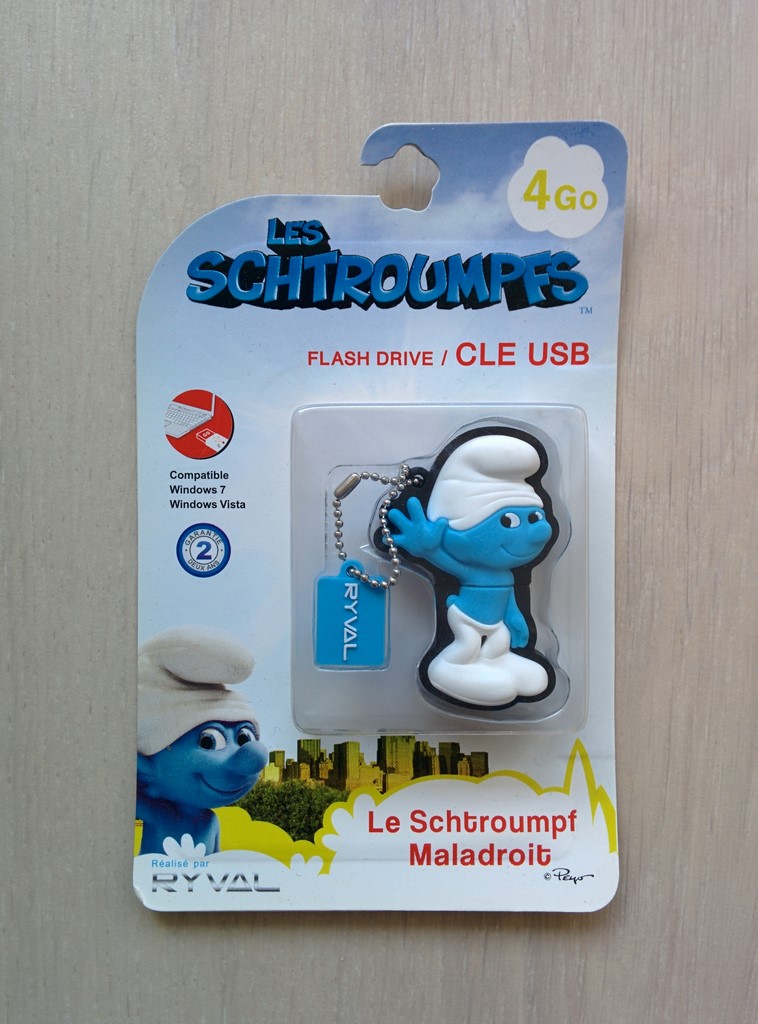 4Go
LES
SCHTROUMPFS
TM
FLASH DRIVE / CLE USB
Compatible
Windows 7
Windows Vista
GARANTIE
2
DEUX ANS
RYVAL
Le Schtroumpf
Maladroit
Réalisé par
RYVAL
© Peyo